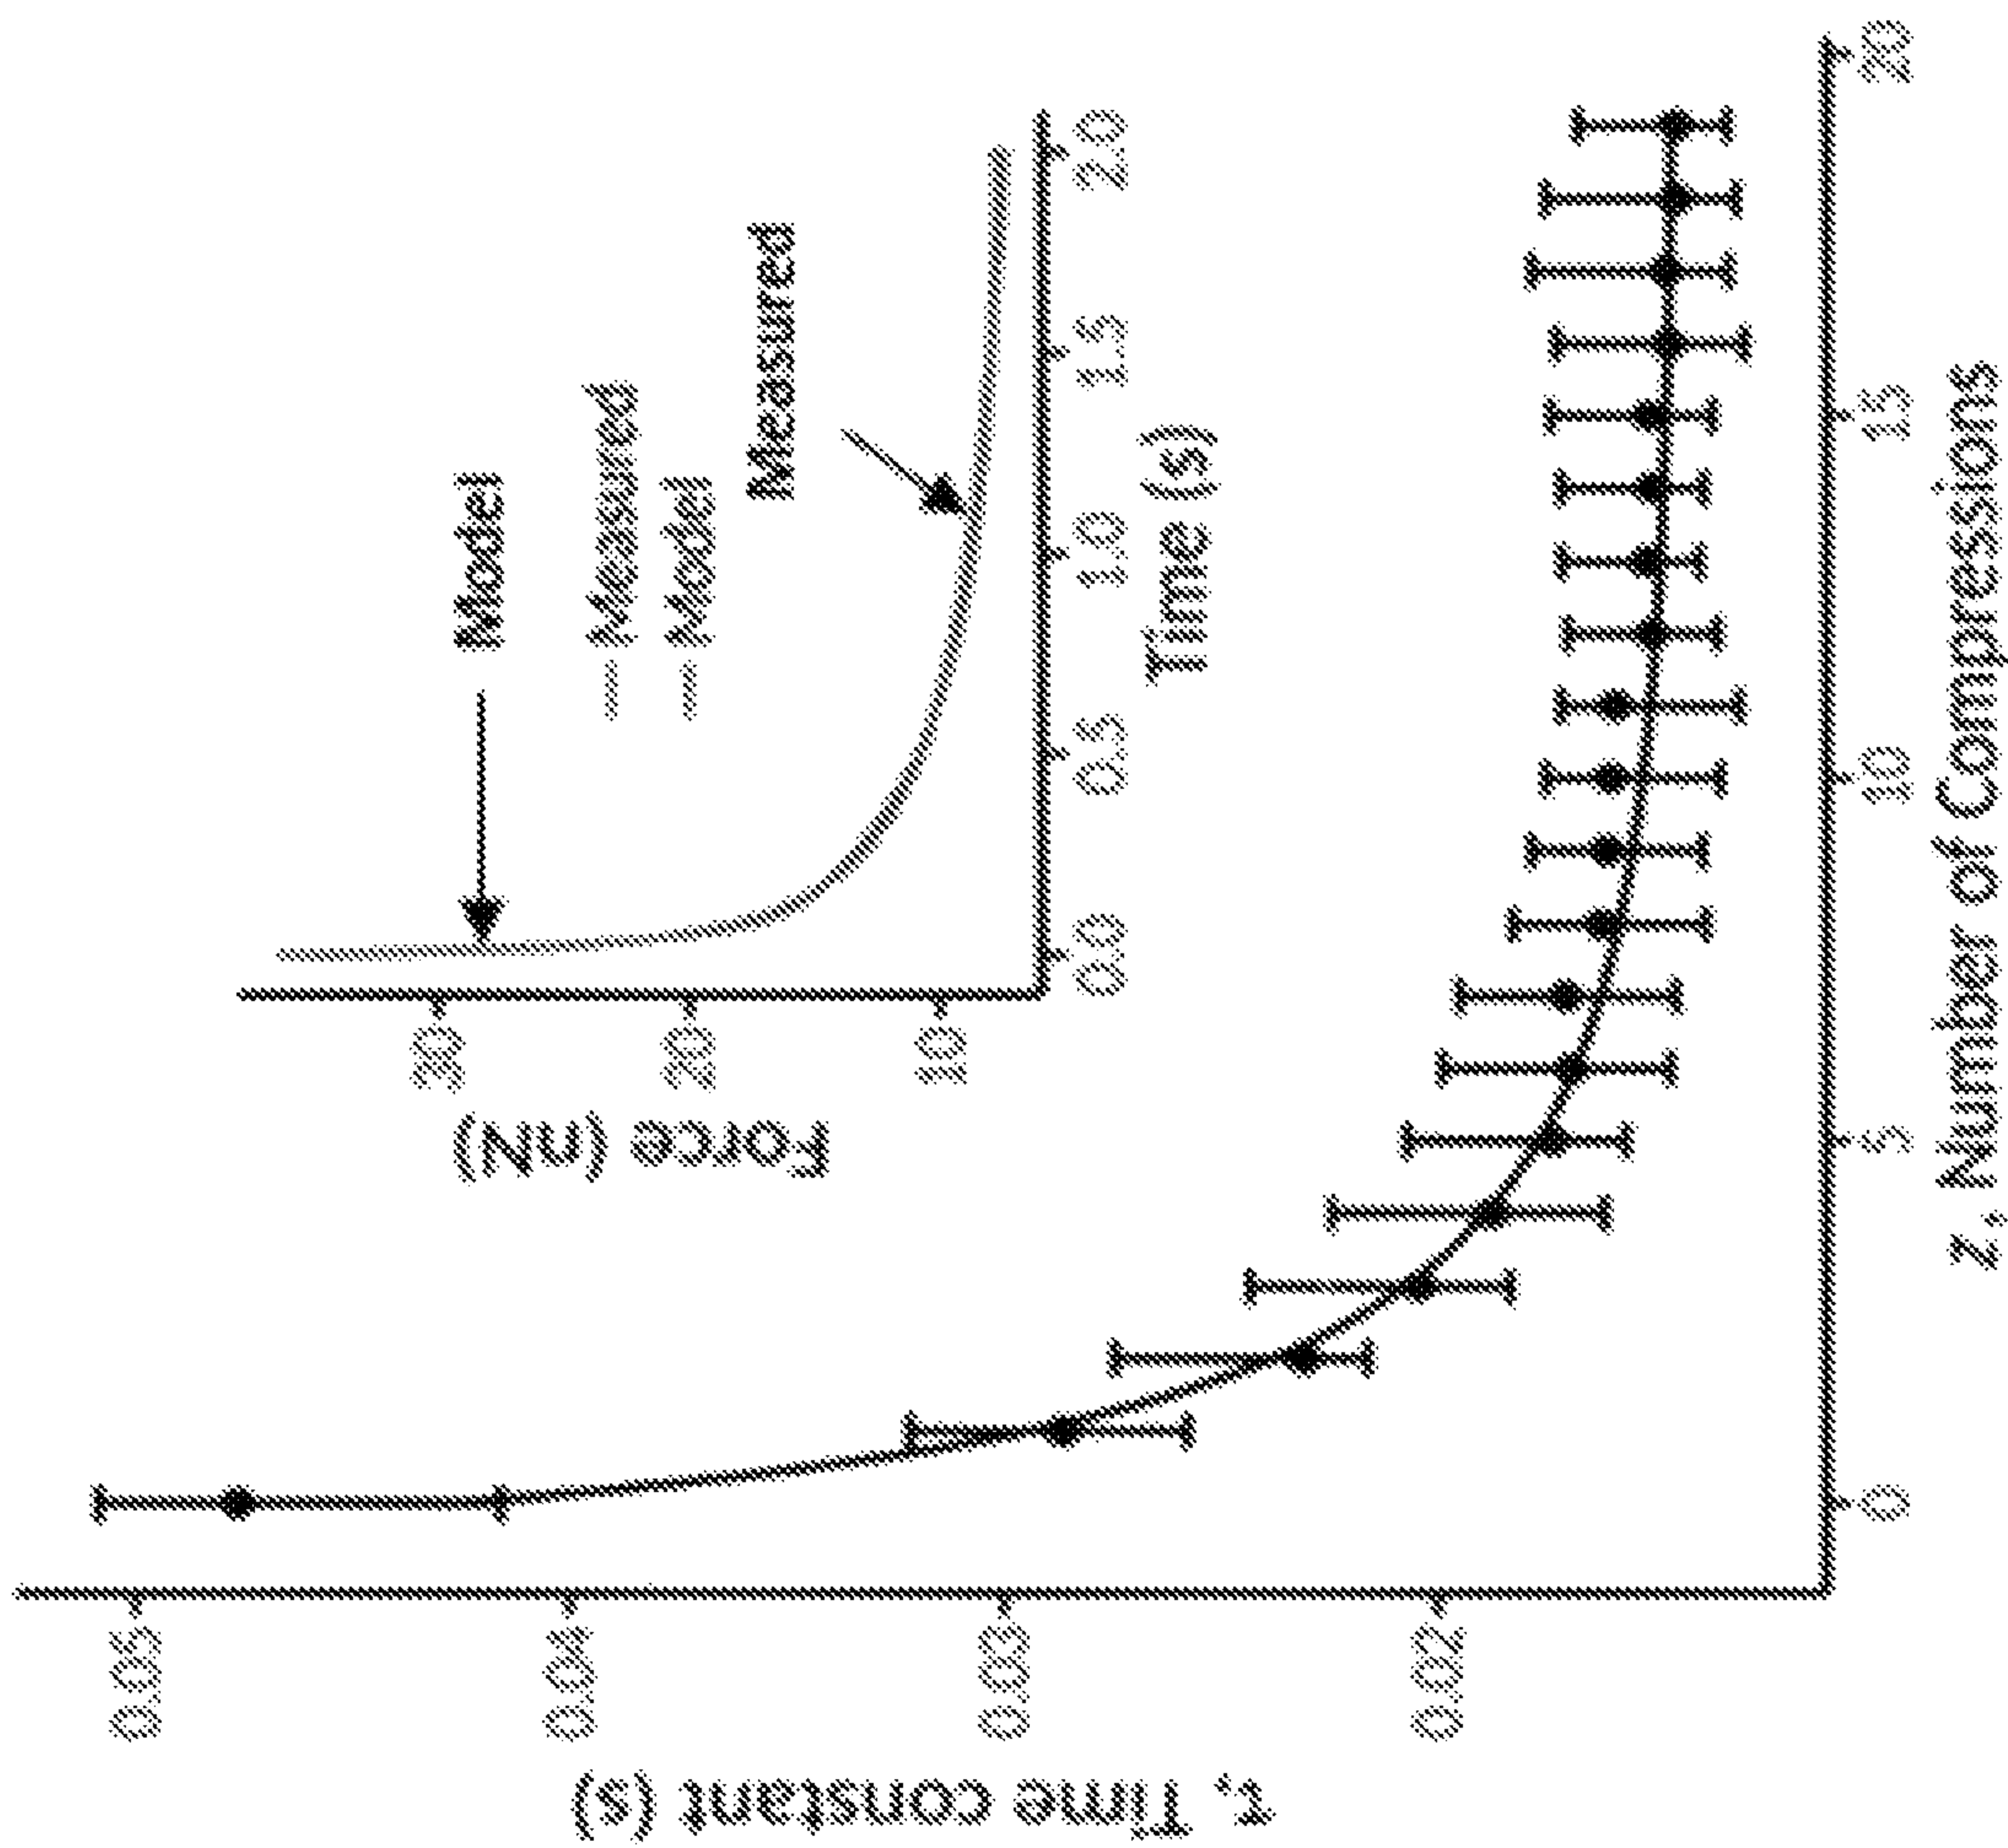 τ, Time constant (s)
0.05
0.04
0.03
0.02
0
5
10
15
20
z, Number of Compressions
Force (nN)
30
20
10
0.0
0.5
1.0
1.5
2.0
Time (s)
Model
Measured
Model
Measured